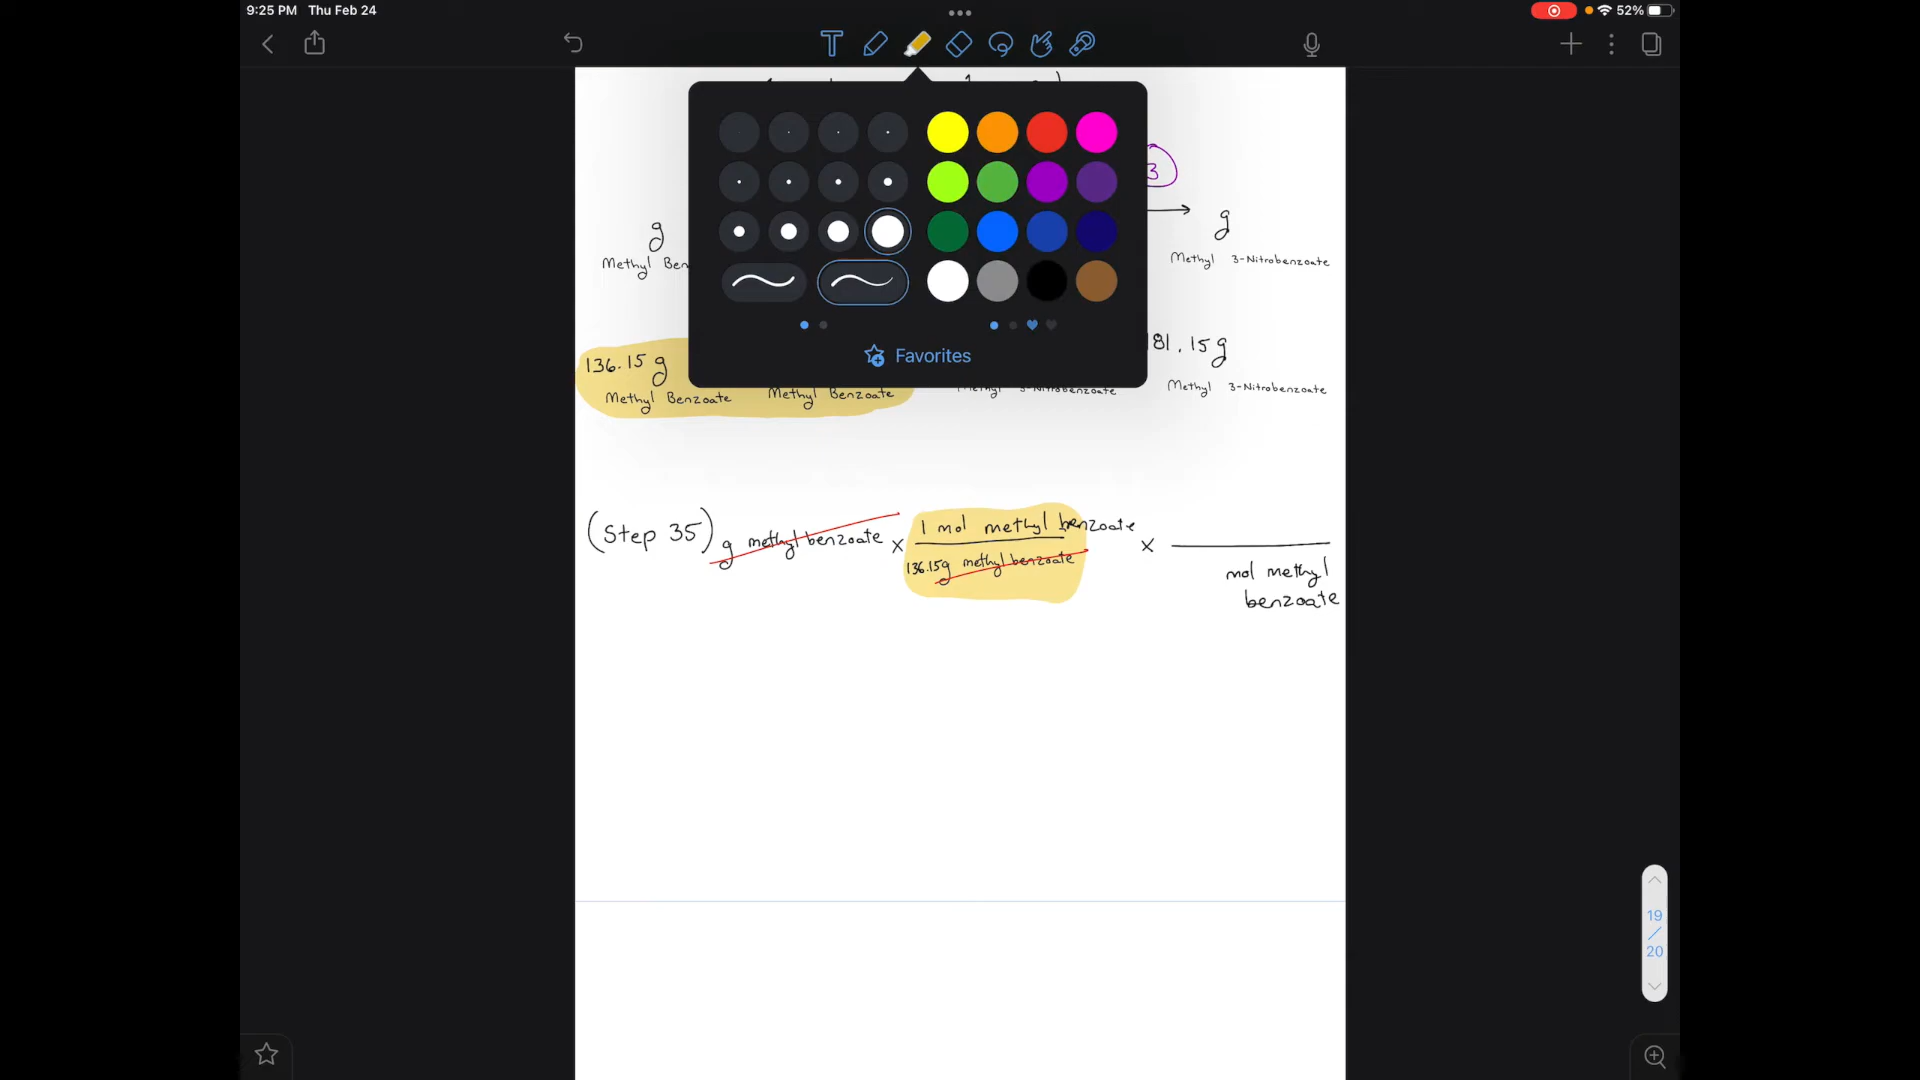 9:25 PM Thu Feb 24
52%
T
3
g
g
Methyl Ben
Methyl 3-Nitrobenzoate
Favorites
136.15 g
81.15 g
Methyl Benzoate
Methyl Benzoate
Methyl 3-Nitrobenzoate
Methyl 3-Nitrobenzoate
(Step 35) g methyl benzoate x 1 mol methyl benzoate x
136.15g methyl benzoate
mol methyl
benzoate
19
/
20